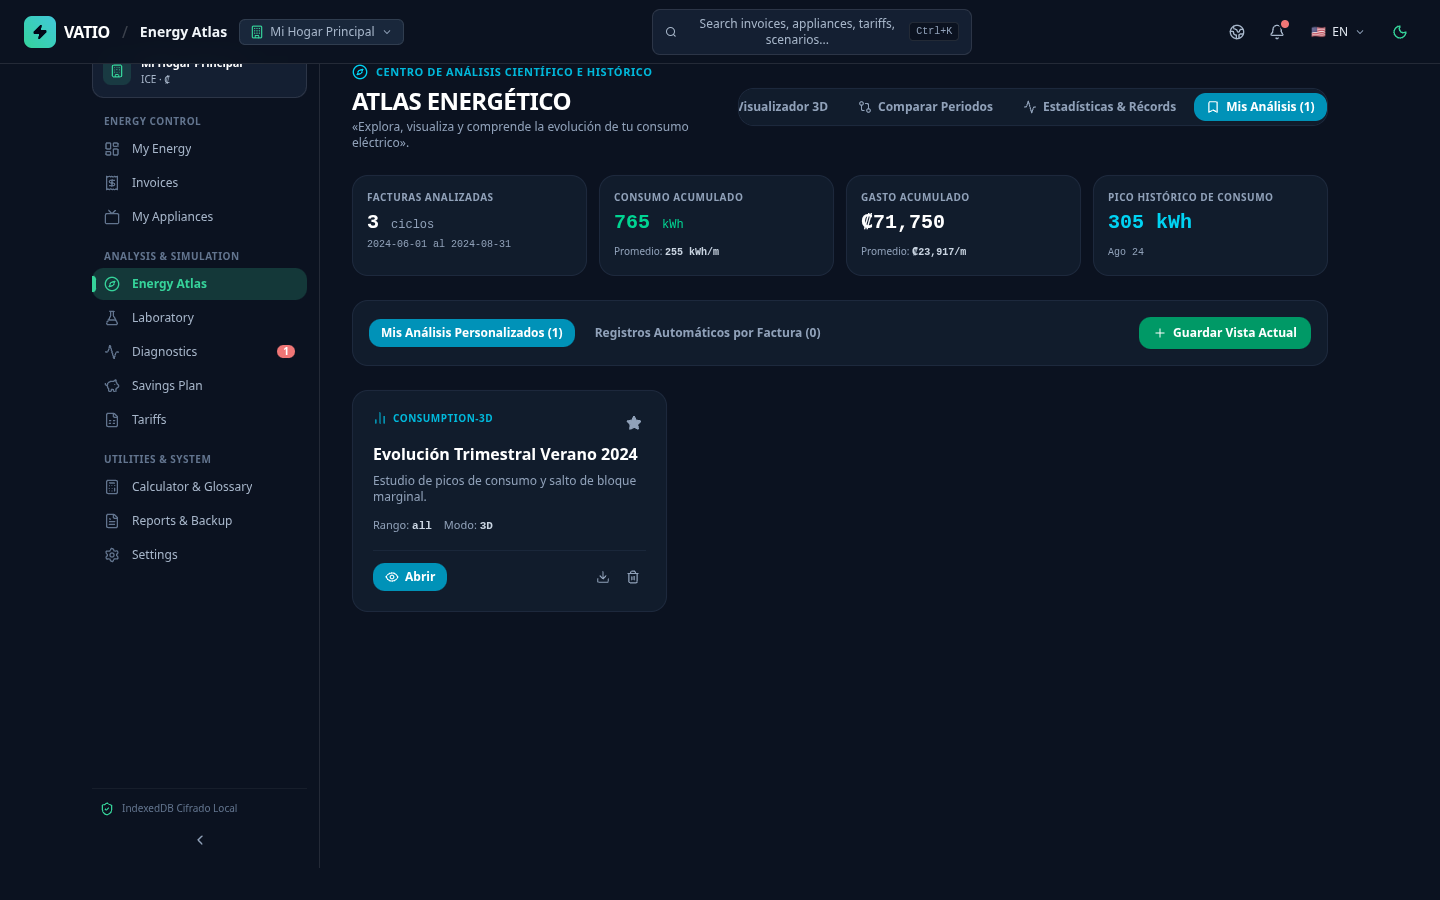 VATIO / Energy Atlas
Mi Hogar Principal
Search invoices, appliances, tariffs,
scenarios...
Ctrl+K
EN
Mi Hogar Principal
ICE · ₡
ENERGY CONTROL
My Energy
Invoices
My Appliances
ANALYSIS & SIMULATION
Energy Atlas
Laboratory
Diagnostics 1
Savings Plan
Tariffs
UTILITIES & SYSTEM
Calculator & Glossary
Reports & Backup
Settings
IndexedDB Cifrado Local
CENTRO DE ANÁLISIS CIENTÍFICO E HISTÓRICO
ATLAS ENERGÉTICO
«Explora, visualiza y comprende la evolución de tu consumo
eléctrico».
Visualizador 3D
Comparar Periodos
Estadísticas & Récords
Mis Análisis (1)
FACTURAS ANALIZADAS
3 ciclos
2024-06-01 al 2024-08-31
CONSUMO ACUMULADO
765 kWh
Promedio: 255 kWh/m
GASTO ACUMULADO
₡71,750
Promedio: ₡23,917/m
PICO HISTÓRICO DE CONSUMO
305 kWh
Ago 24
Mis Análisis Personalizados (1)
Registros Automáticos por Factura (0)
Guardar Vista Actual
CONSUMPTION-3D
Evolución Trimestral Verano 2024
Estudio de picos de consumo y salto de bloque
marginal.
Rango: all Modo: 3D
Abrir